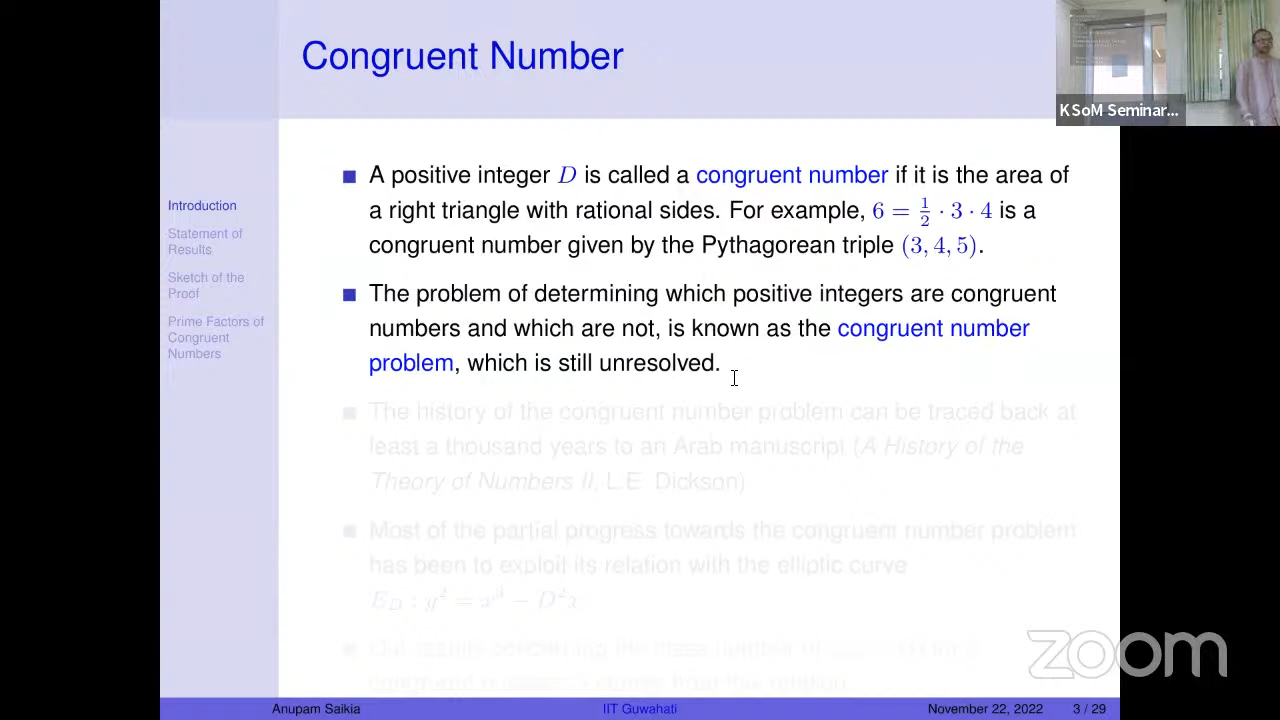 Congruent Number
KSoM Seminar...
A positive integer D is called a congruent number if it is the area of
a right triangle with rational sides. For example, 6 = 1/2 · 3 · 4 is a
congruent number given by the Pythagorean triple (3, 4, 5).
The problem of determining which positive integers are congruent
numbers and which are not, is known as the congruent number
problem, which is still unresolved.
The history of the congruent number problem can be traced back at
least a thousand years to an Arab manuscript (A History of the
Theory of Numbers II, L.E. Dickson)
Most of the partial progress towards the congruent number problem
has been to exploit its relation with the elliptic curve
E_D : y² = x³ − D²x
Our results concerning the class number of
Introduction
Statement of
Results
Sketch of the
Proof
Prime Factors of
Congruent
Numbers
zoom
Anupam Saikia IIT Guwahati November 22, 2022 3 / 29